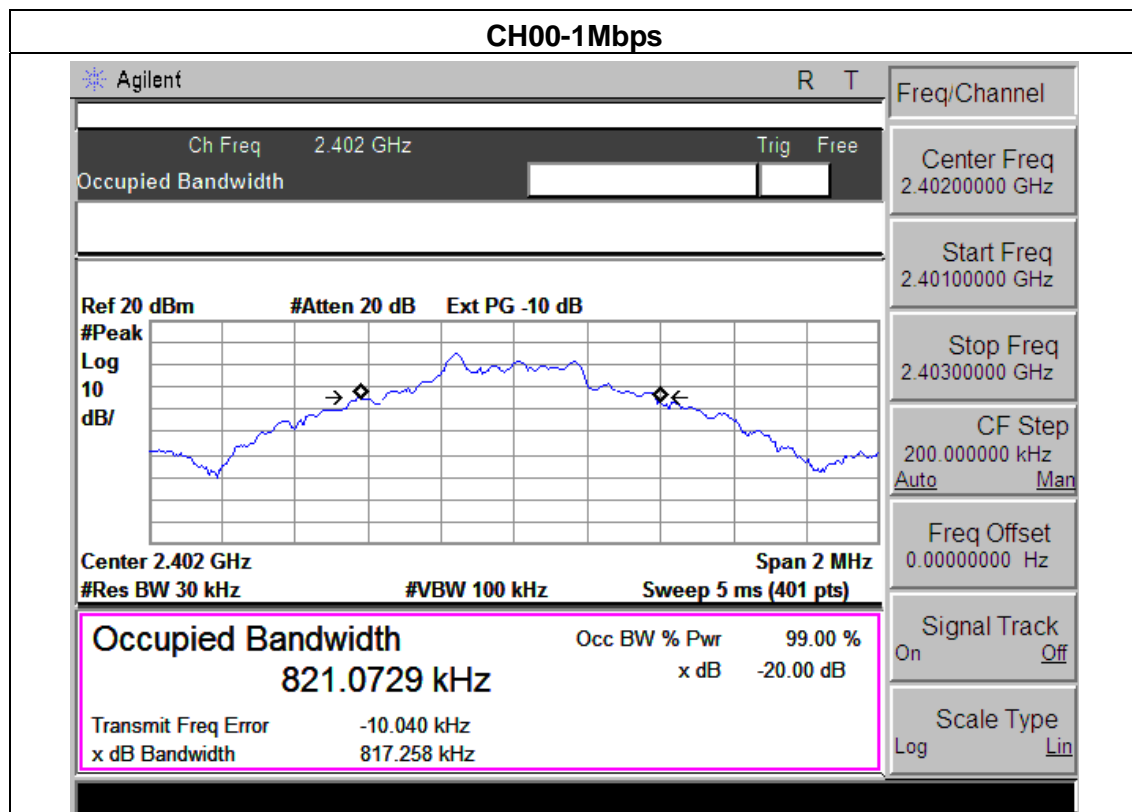 CH00-1Mbps
Agilent R T
Ch Freq 2.402 GHz Trig Free
Occupied Bandwidth
Ref 20 dBm #Atten 20 dB Ext PG -10 dB
#Peak
Log
10
dB/
Center 2.402 GHz Span 2 MHz
#Res BW 30 kHz #VBW 100 kHz Sweep 5 ms (401 pts)
Occupied Bandwidth Occ BW % Pwr 99.00 %
821.0729 kHz x dB -20.00 dB
Transmit Freq Error -10.040 kHz
x dB Bandwidth 817.258 kHz
Freq/Channel
Center Freq
2.40200000 GHz
Start Freq
2.40100000 GHz
Stop Freq
2.40300000 GHz
CF Step
200.000000 kHz
Auto Man
Freq Offset
0.00000000 Hz
Signal Track
On Off
Scale Type
Log Lin